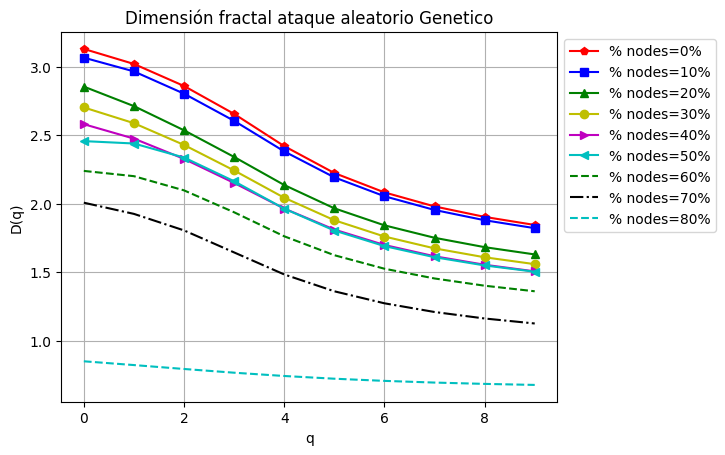 Dimensión fractal ataque aleatorio Genetico
D(q)
3.0
2.5
2.0
1.5
1.0
0
2
4
6
8
q
% nodes=0%
% nodes=10%
% nodes=20%
% nodes=30%
% nodes=40%
% nodes=50%
% nodes=60%
% nodes=70%
% nodes=80%